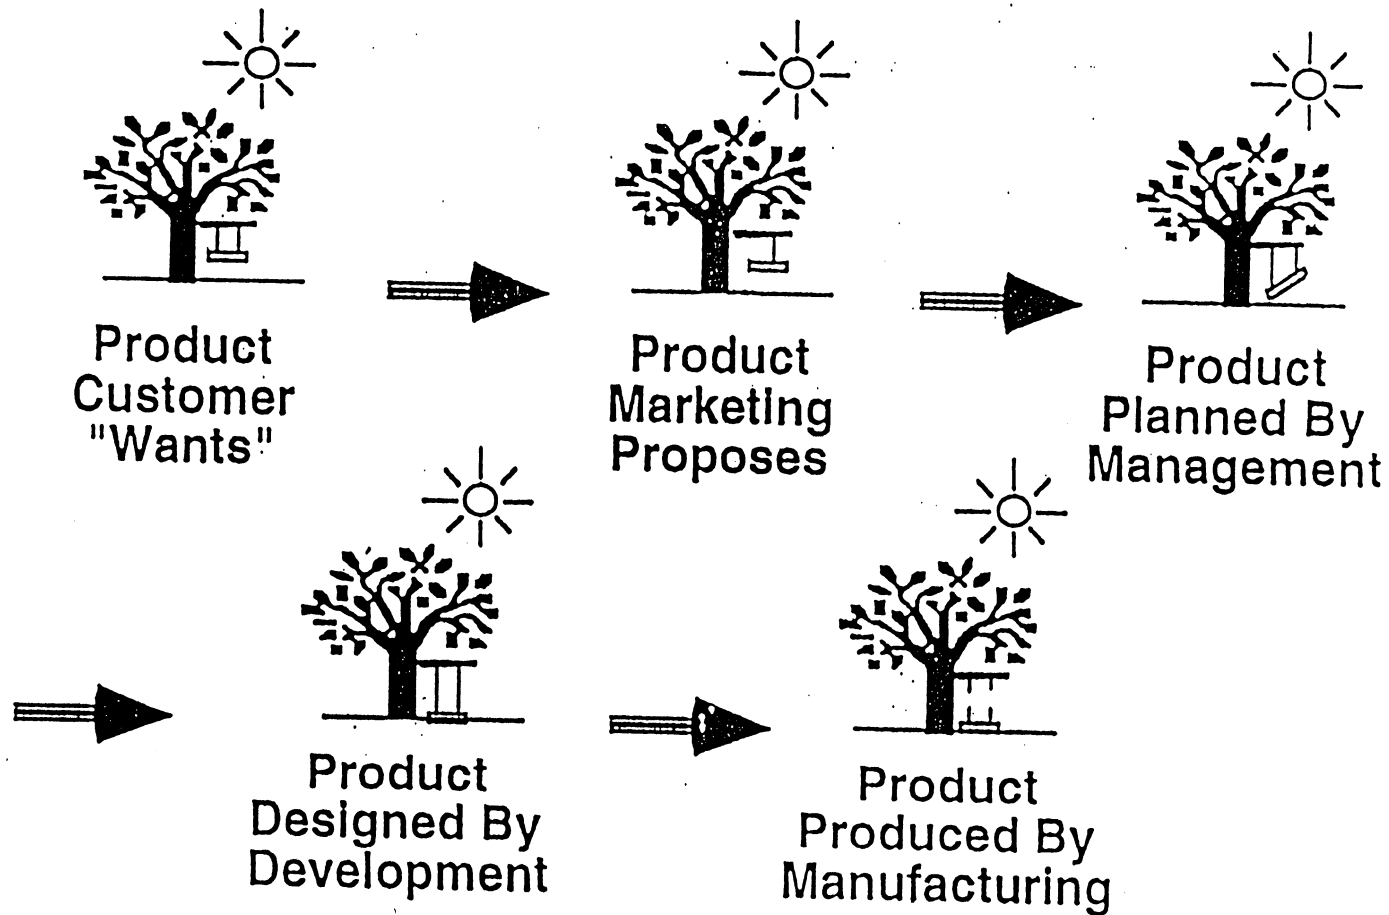 Product
Customer
"Wants"
Product
Marketing
Proposes
Product
Planned By
Management
Product
Designed By
Development
Product
Produced By
Manufacturing